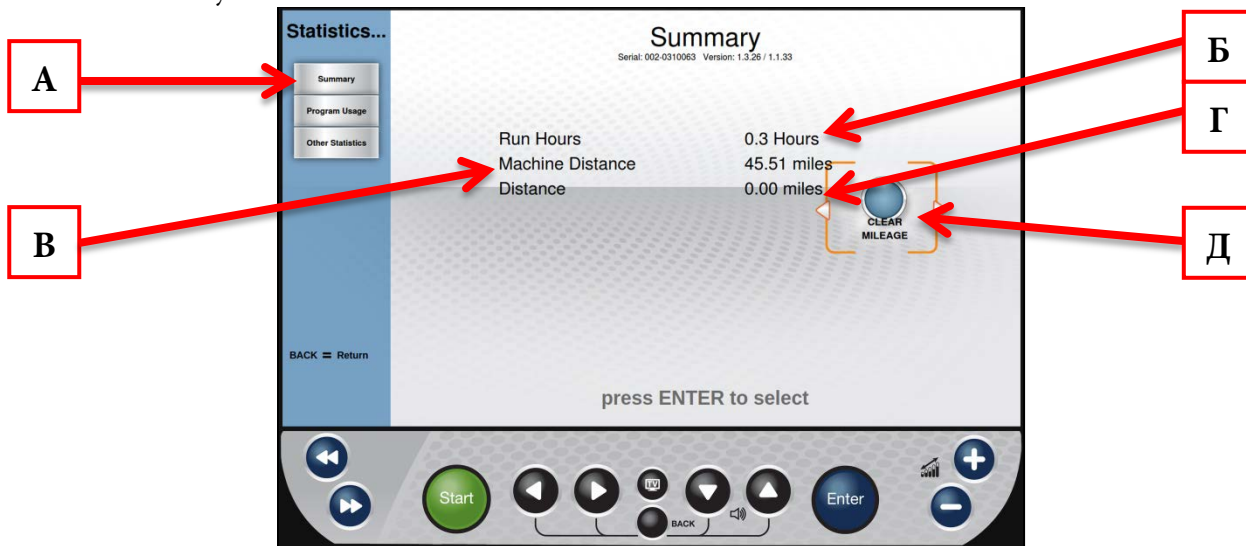 Statistics...
Summary
Serial: 002-0310063 Version: 1.3.26 / 1.1.33
А
Summary
Program Usage
Other Statistics
Б
Г
Run Hours 0.3 Hours
Machine Distance 45.51 miles
Distance 0.00 miles
CLEAR
MILEAGE
В
Д
BACK = Return
press ENTER to select
Start
TV
BACK
Enter